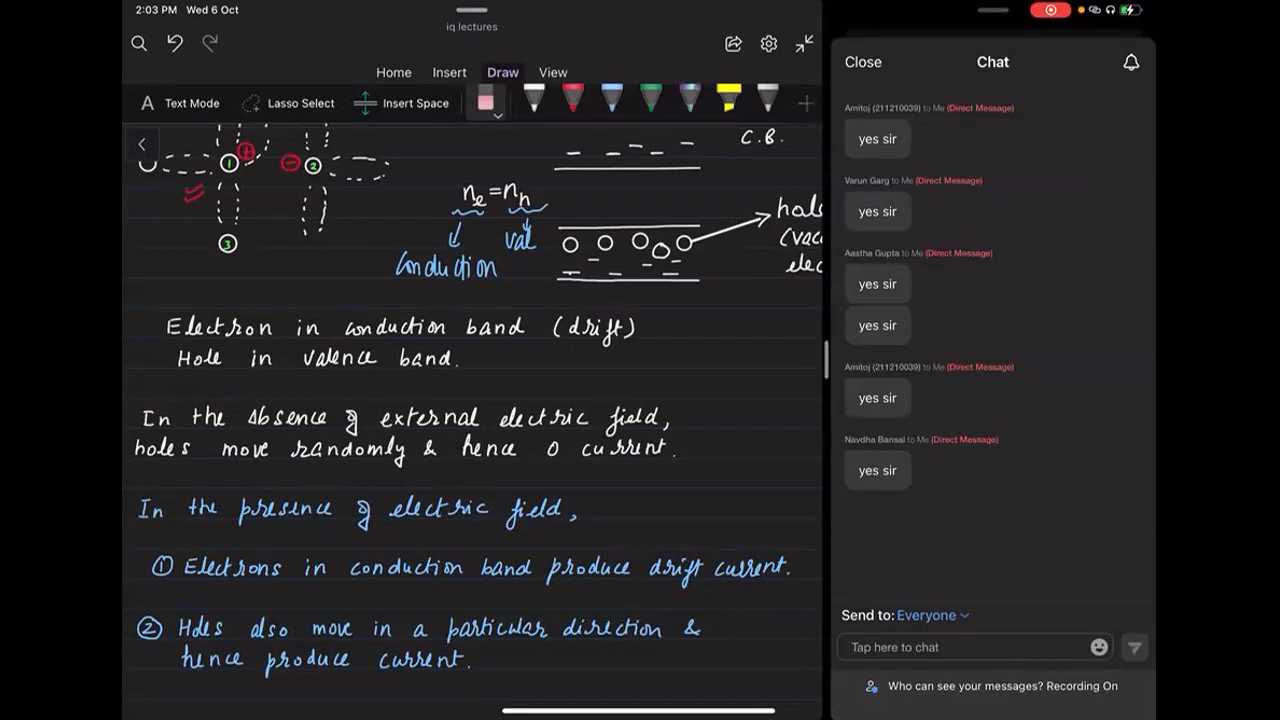 2:03 PM Wed 6 Oct
iq lectures
Home Insert Draw View
A Text Mode Lasso Select Insert Space
C.B.
1 + - 2
ne = nh
hol
(vac
ele
conduction val
3
Electron in conduction band (drift)
Hole in valence band.
In the absence of external electric field,
holes move randomly & hence 0 current.
In the presence of electric field,
① Electrons in conduction band produce drift current.
② Holes also move in a particular direction &
hence produce current.
Close Chat
Amitoj (211210039) to Me (Direct Message)
yes sir
Varun Garg to Me (Direct Message)
yes sir
Aastha Gupta to Me (Direct Message)
yes sir
yes sir
Amitoj (211210039) to Me (Direct Message)
yes sir
Navdha Bansal to Me (Direct Message)
yes sir
Send to: Everyone
Tap here to chat
Who can see your messages? Recording On